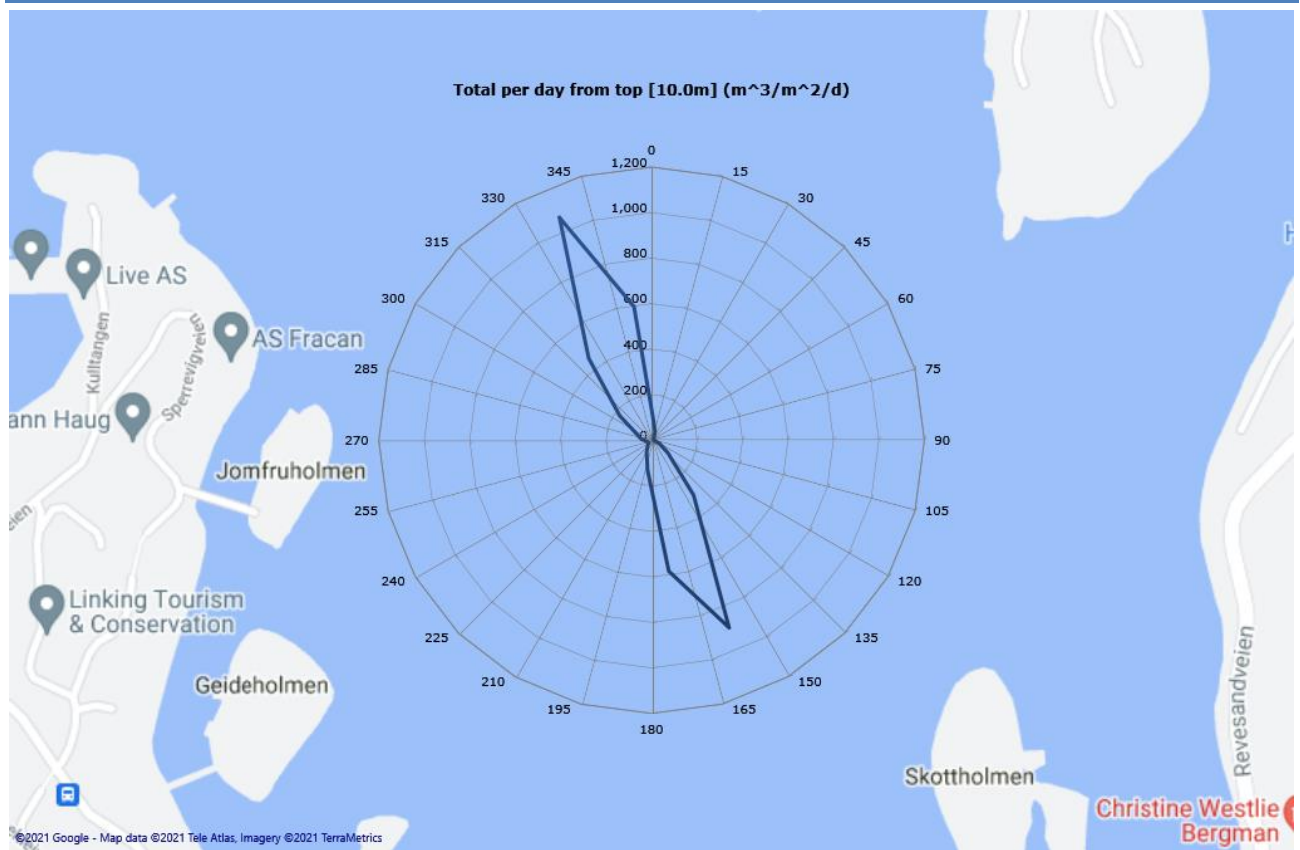 Total per day from top [10.0m] (m^3/m^2/d)
0
1,200
345
15
330
30
1,000
315
45
800
Live AS
300
60
600
AS Fracan
Kulltangen
Sperrevigveien
400
285
75
200
ann Haug
0
270
90
Jomfruholmen
255
105
240
120
Linking Tourism
& Conservation
225
135
Geideholmen
210
150
195
165
180
Revesandveien
Skottholmen
Christine Westlie
Bergman
©2021 Google - Map data ©2021 Tele Atlas, Imagery ©2021 TerraMetrics